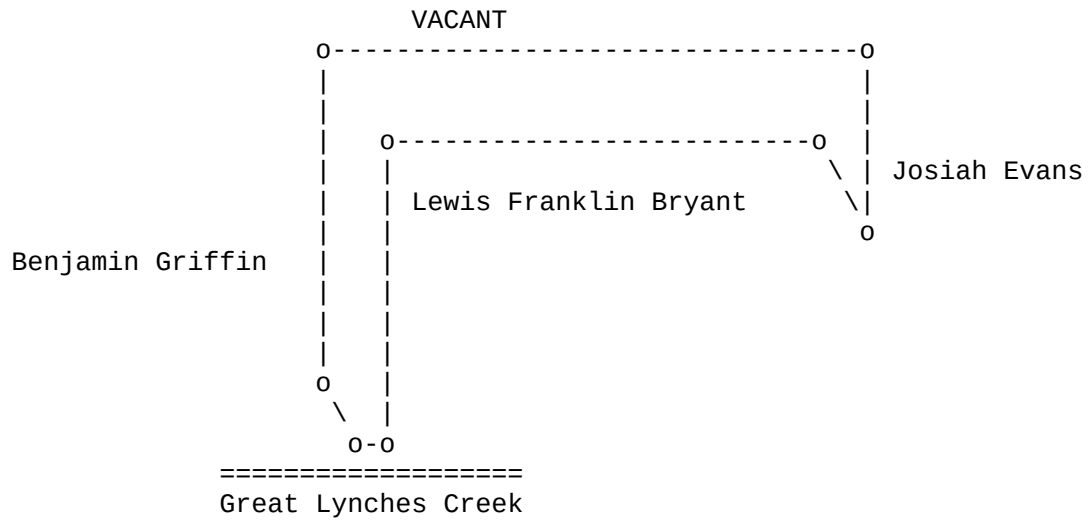 VACANT
Josiah Evans
Lewis Franklin Bryant
Benjamin Griffin
Great Lynches Creek